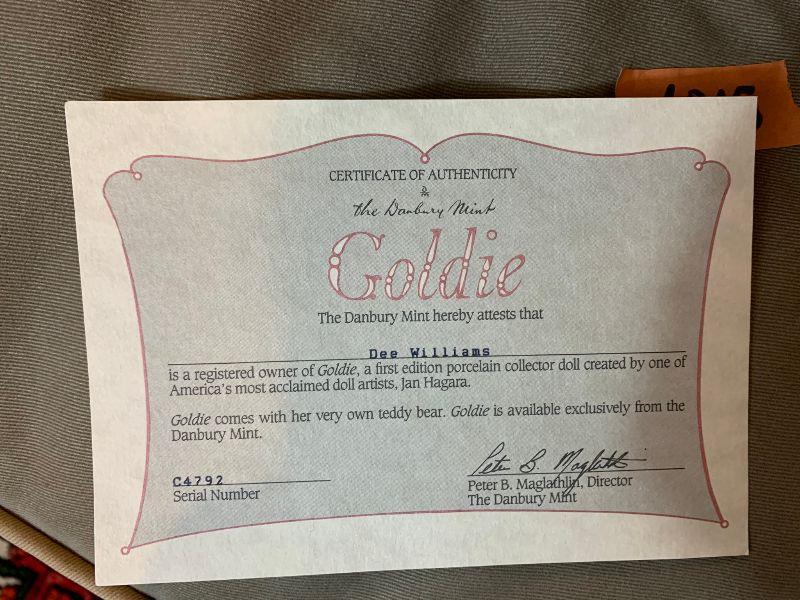 CERTIFICATE OF AUTHENTICITY
The Danbury Mint
Goldie
The Danbury Mint hereby attests that
Dee Williams
is a registered owner of Goldie, a first edition porcelain collector doll created by one of
America's most acclaimed doll artists, Jan Hagara.
Goldie comes with her very own teddy bear. Goldie is available exclusively from the
Danbury Mint.
C4792
Serial Number
Peter B. Maglathlin
Peter B. Maglathlin, Director
The Danbury Mint